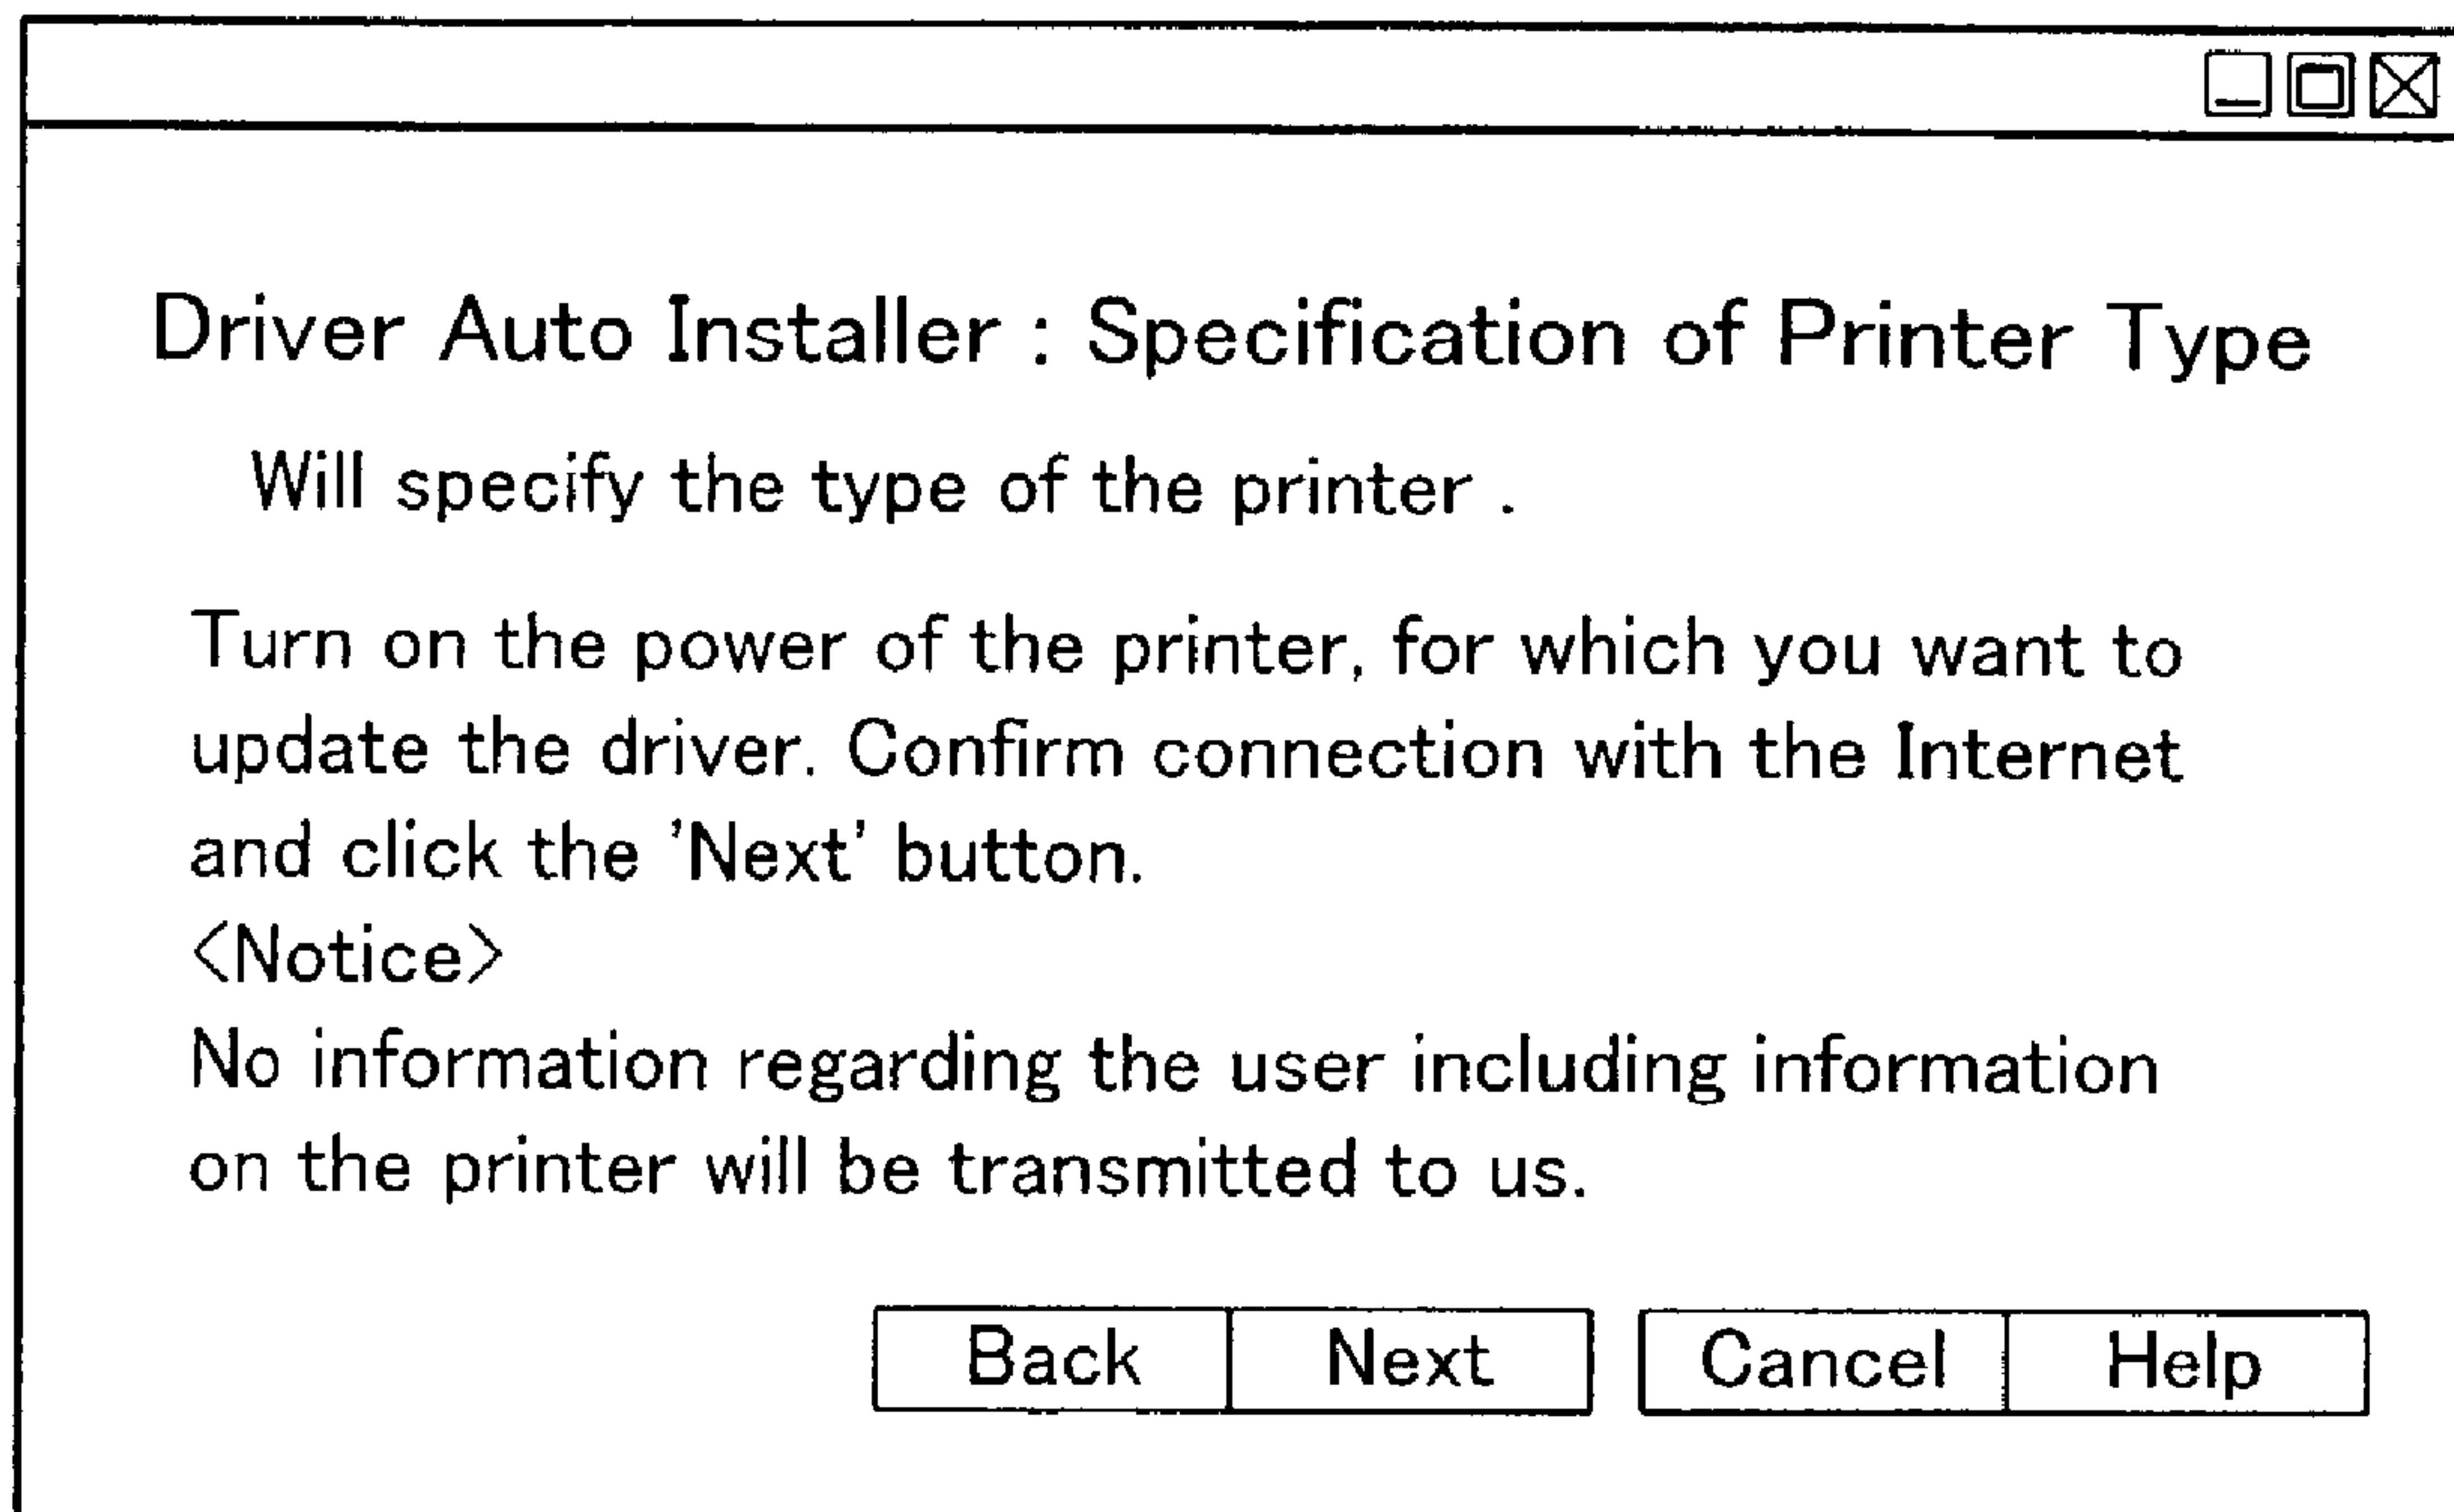 Driver Auto Installer : Specification of Printer Type
Will specify the type of the printer .
Turn on the power of the printer, for which you want to
update the driver. Confirm connection with the Internet
and click the 'Next' button.
<Notice>
No information regarding the user including information
on the printer will be transmitted to us.
Back Next Cancel Help